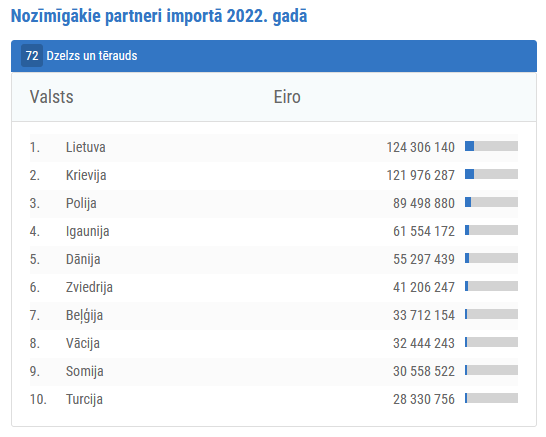 Nozīmīgākie partneri importā 2022. gadā
72 Dzelzs un tērauds
Valsts Eiro
1. Lietuva 124 306 140
2. Krievija 121 976 287
3. Polija 89 498 880
4. Igaunija 61 554 172
5. Dānija 55 297 439
6. Zviedrija 41 206 247
7. Beļģija 33 712 154
8. Vācija 32 444 243
9. Somija 30 558 522
10. Turcija 28 330 756